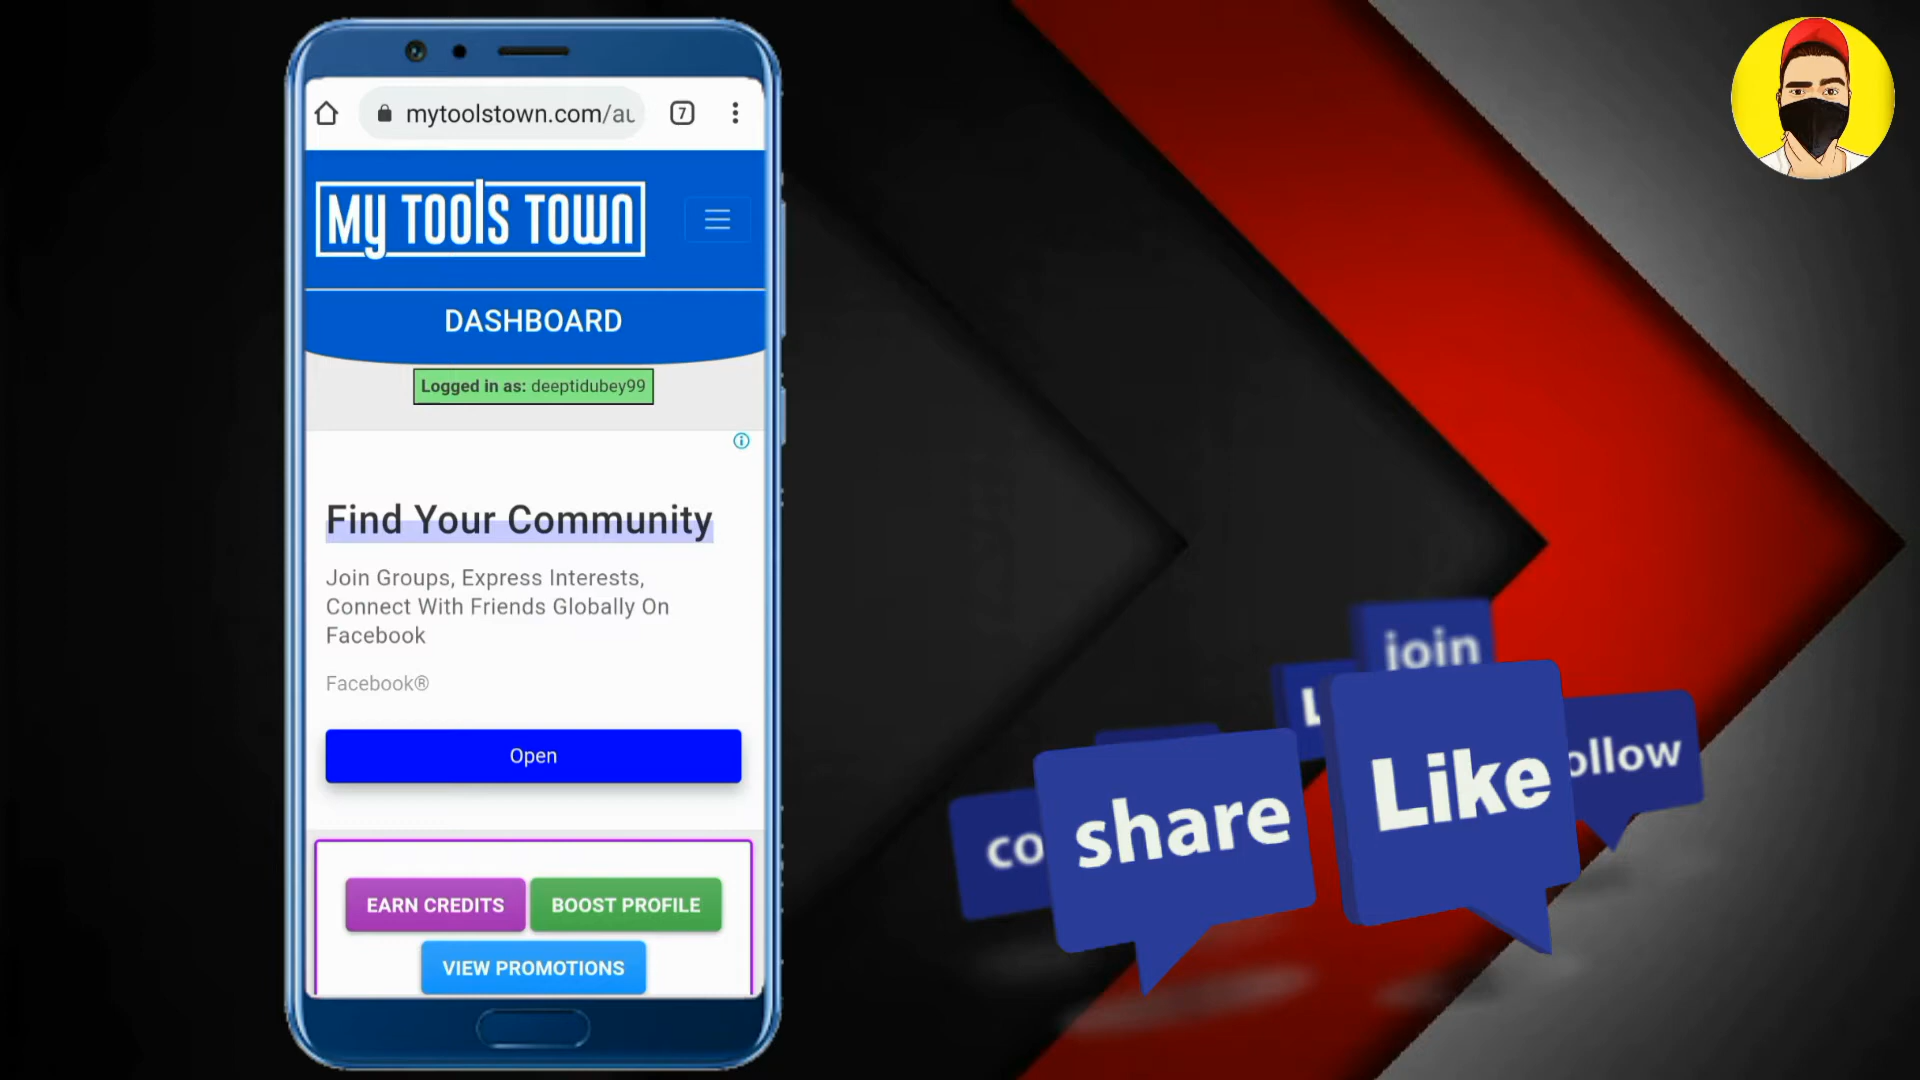 mytoolstown.com/au
7
My Tools Town
DASHBOARD
Logged in as: deeptidubey99
Find Your Community
Join Groups, Express Interests,
Connect With Friends Globally On
Facebook
Facebook®
Open
EARN CREDITS
BOOST PROFILE
VIEW PROMOTIONS
join
L
ollow
Like
share
co